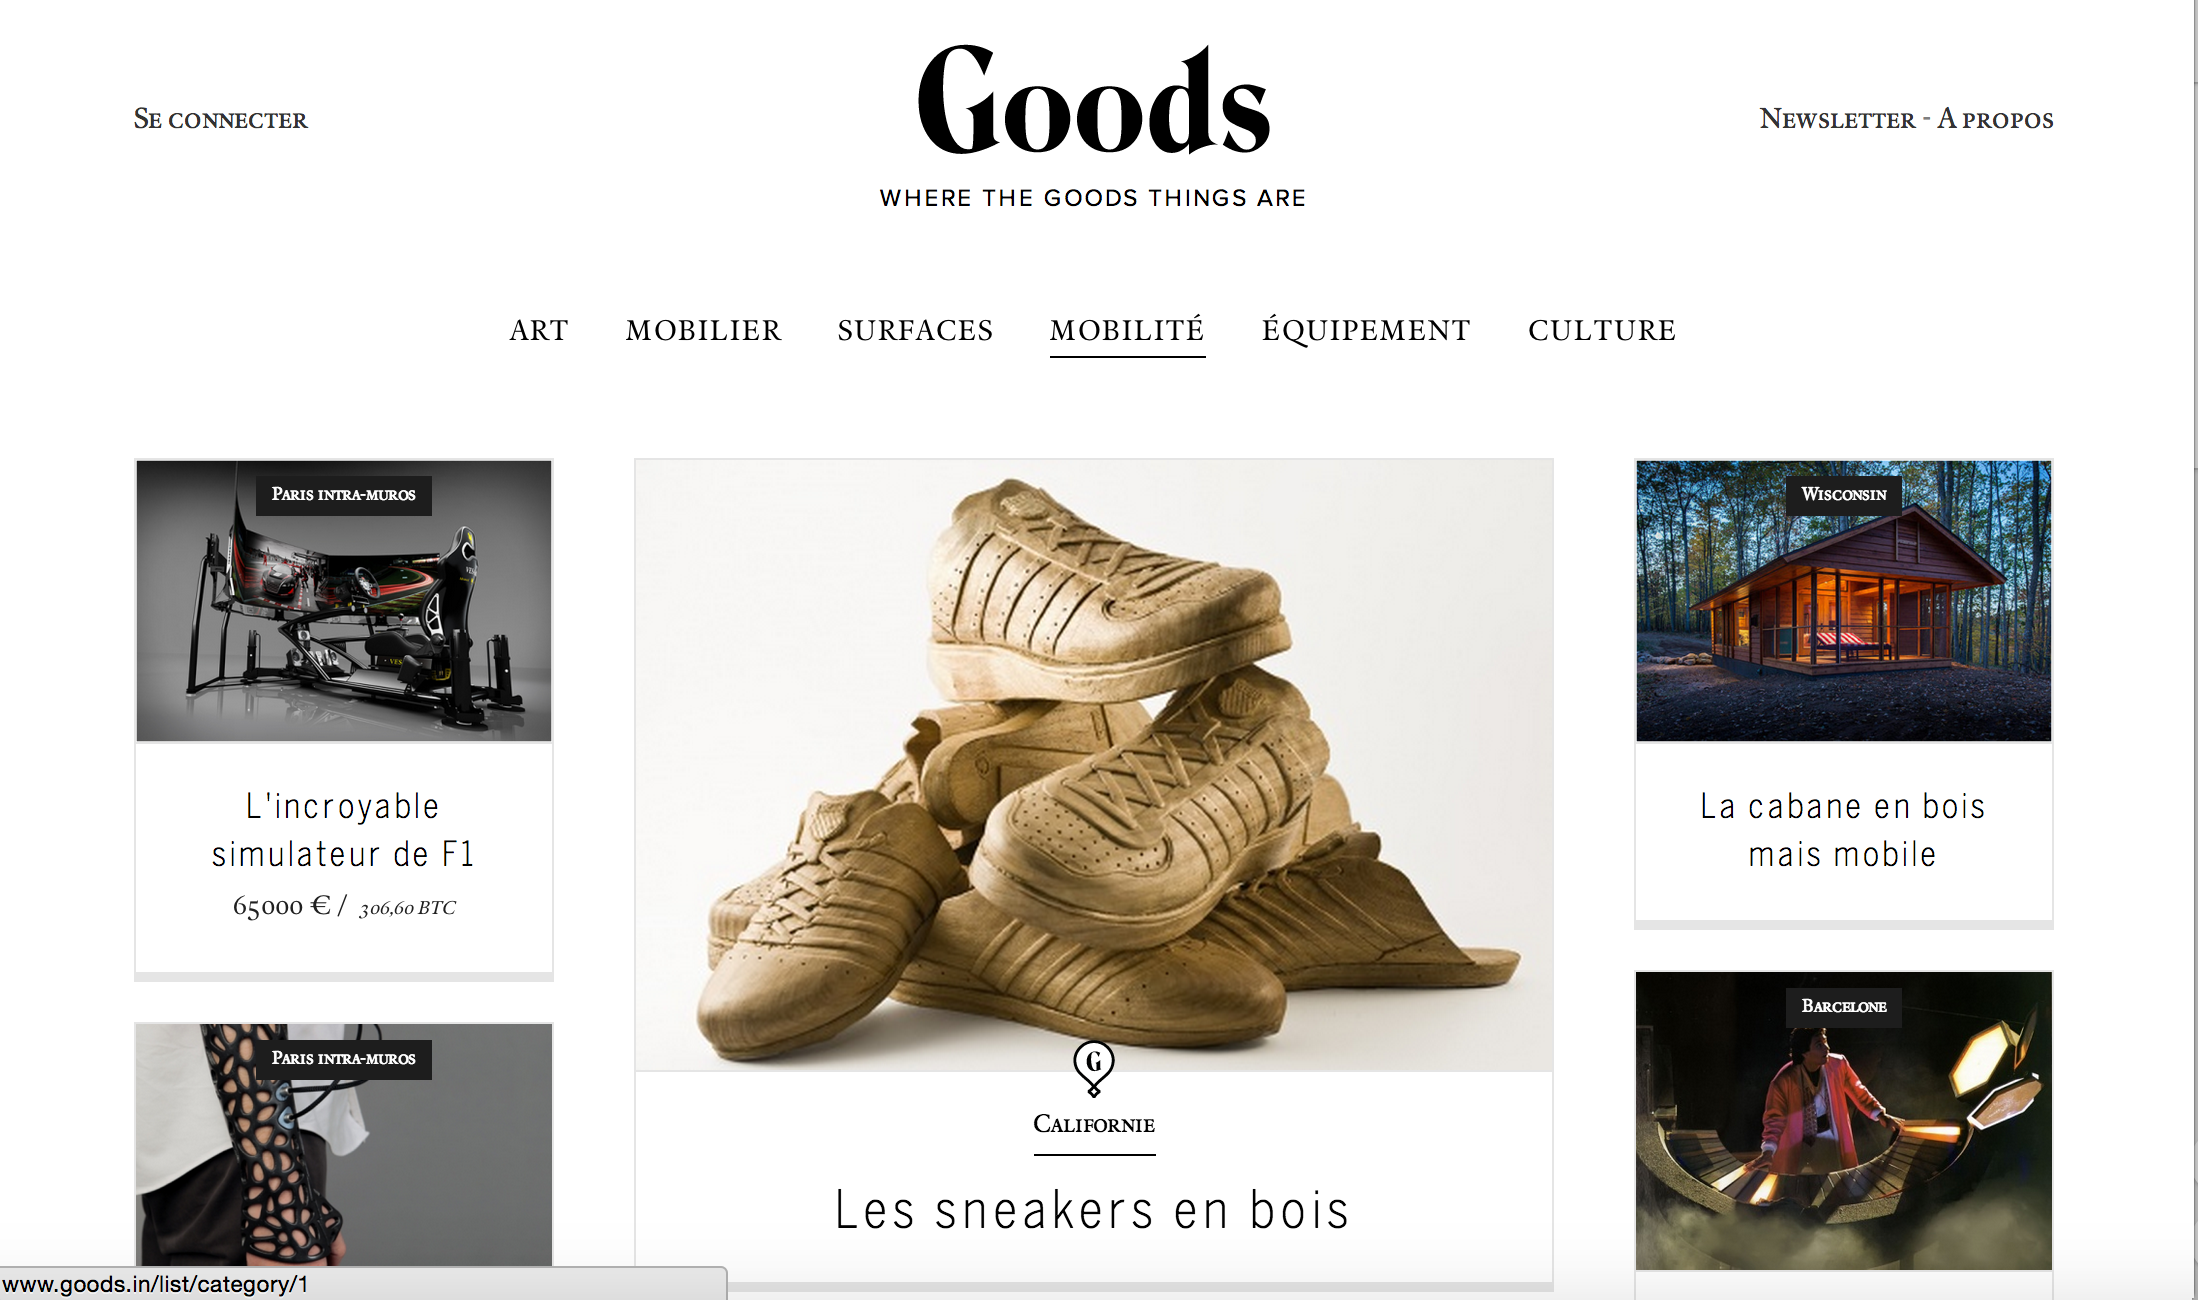 Se connecter
Goods
Newsletter - A propos
WHERE THE GOODS THINGS ARE
ART MOBILIER SURFACES MOBILITÉ ÉQUIPEMENT CULTURE
Paris intra-muros
L'incroyable
simulateur de F1
65000 € / 306,60 BTC
Paris intra-muros
G
Californie
Les sneakers en bois
Wisconsin
La cabane en bois
mais mobile
Barcelone
www.goods.in/list/category/1